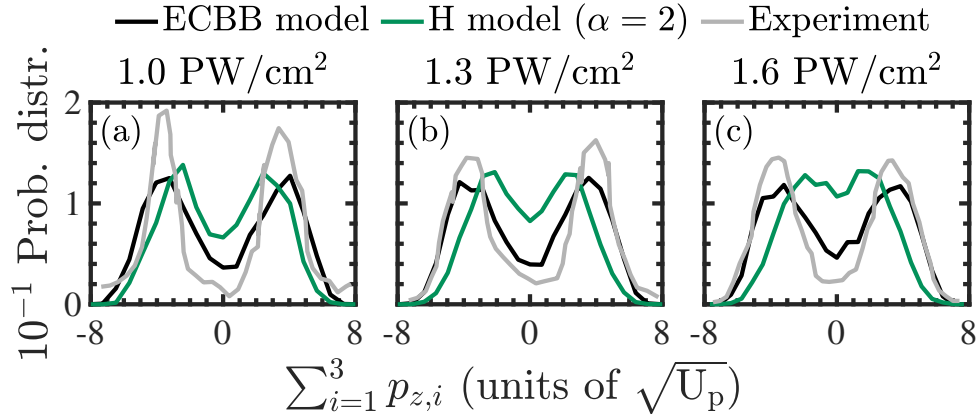 ECBB model H model (α = 2) Experiment
1.0 PW/cm² 1.3 PW/cm² 1.6 PW/cm²
10⁻¹ Prob. distr.
2
1
0
(a) (b) (c)
-8 0 8 -8 0 8 -8 0 8
∑³ᵢ₌₁ p_{z,i} (units of √U_p)